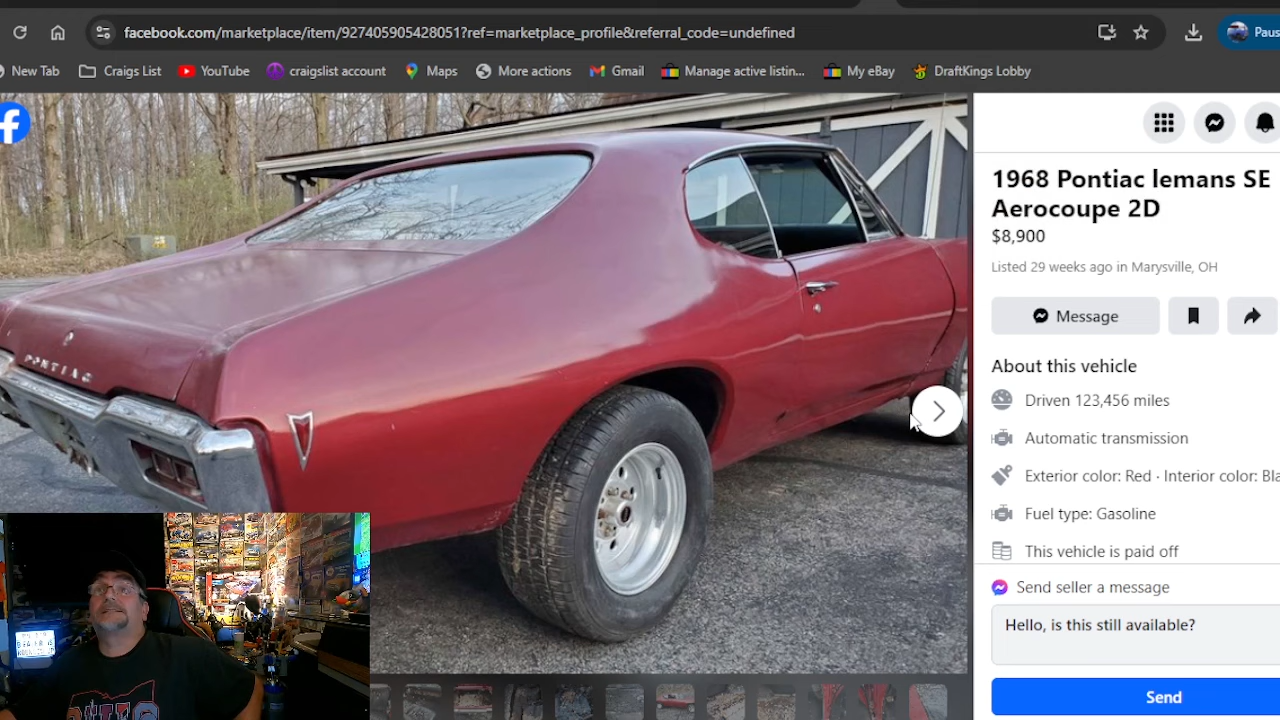 facebook.com/marketplace/item/927405905428051?ref=marketplace_profile&referral_code=undefined
Paus
New Tab
Craigs List
YouTube
craigslist account
Maps
More actions
Gmail
Manage active listin...
My eBay
DraftKings Lobby
1968 Pontiac lemans SE
Aerocoupe 2D
$8,900
Listed 29 weeks ago in Marysville, OH
Message
About this vehicle
Driven 123,456 miles
Automatic transmission
Exterior color: Red · Interior color: Bla
Fuel type: Gasoline
This vehicle is paid off
Send seller a message
Hello, is this still available?
Send
PONTIAC